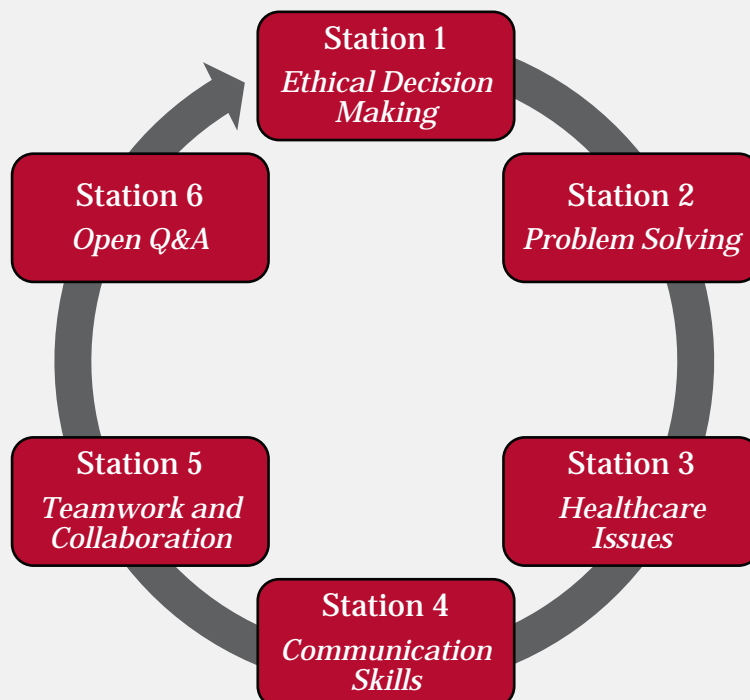 Station 1
Ethical Decision
Making
Station 2
Problem Solving
Station 3
Healthcare
Issues
Station 4
Communication
Skills
Station 5
Teamwork and
Collaboration
Station 6
Open Q&A